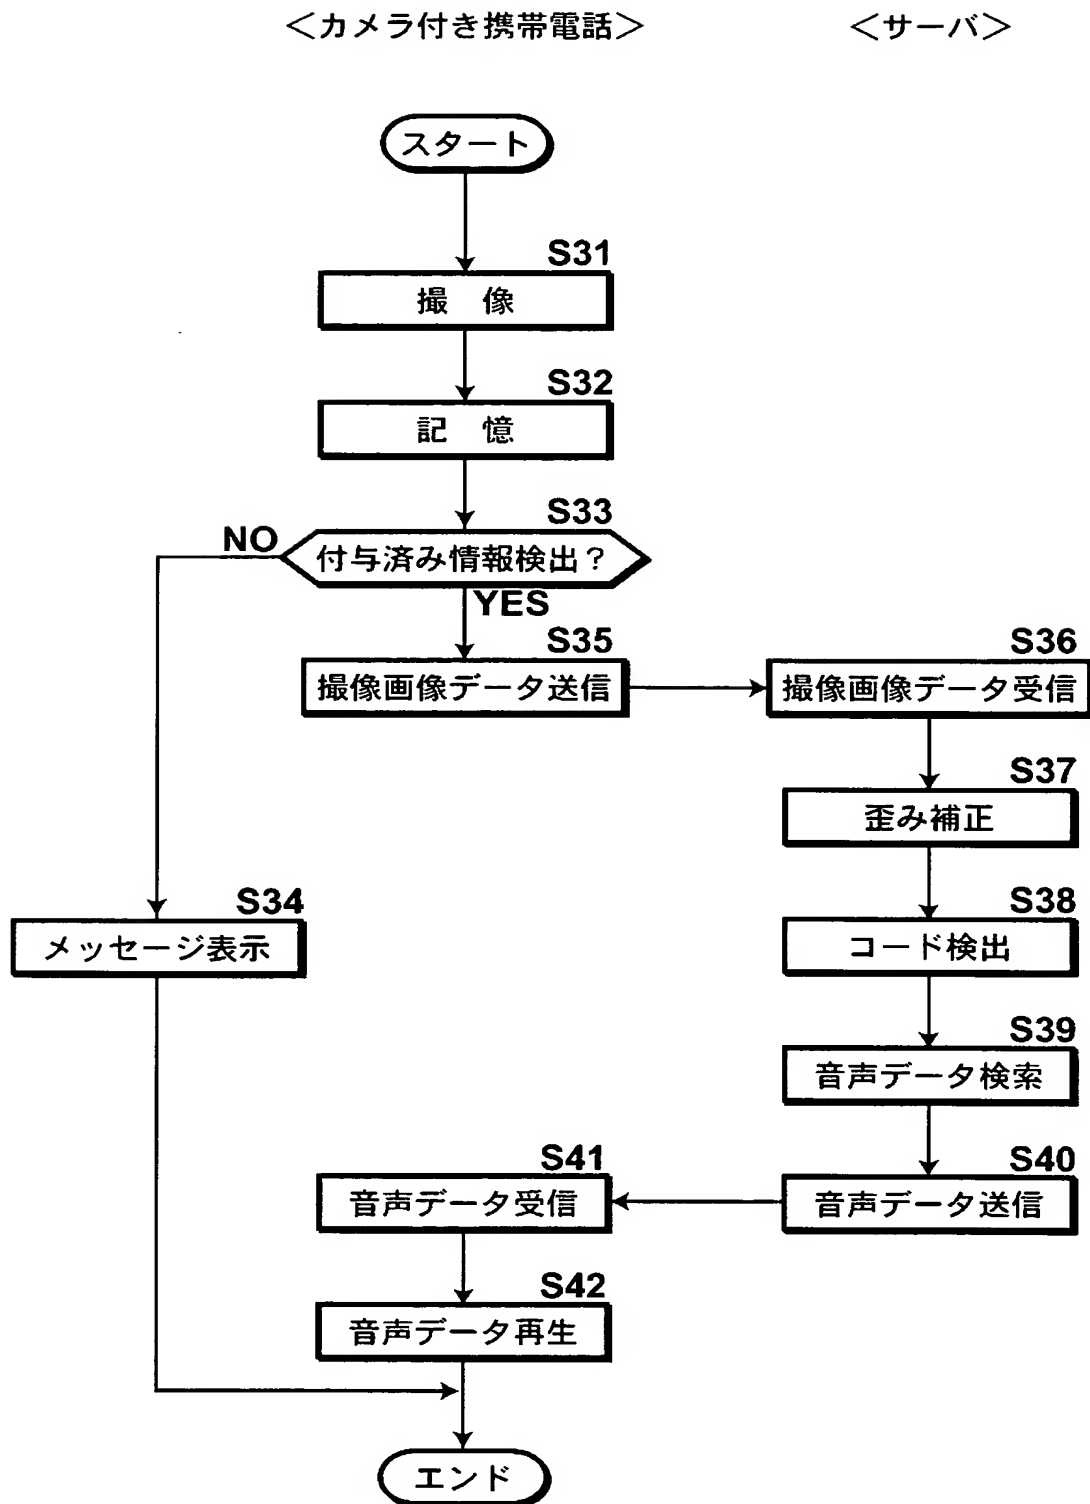 ＜カメラ付き携帯電話＞
＜サーバ＞
スタート
S31
撮 像
S32
記 憶
S33
付与済み情報検出？
NO
YES
S35
撮像画像データ送信
S36
撮像画像データ受信
S37
歪み補正
S34
メッセージ表示
S38
コード検出
S39
音声データ検索
S40
音声データ送信
S41
音声データ受信
S42
音声データ再生
エンド